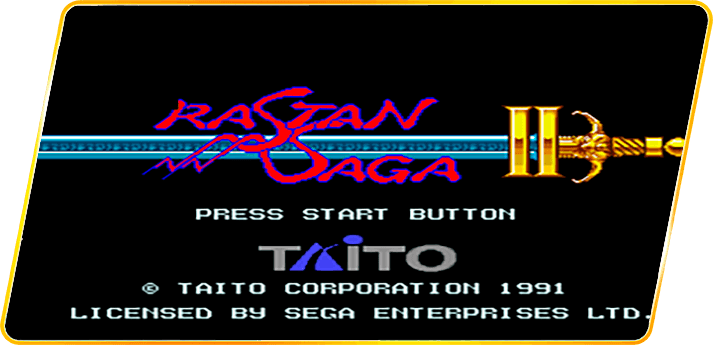 RASTAN
SAGA II
PRESS START BUTTON
TAITO
© TAITO CORPORATION 1991
LICENSED BY SEGA ENTERPRISES LTD.